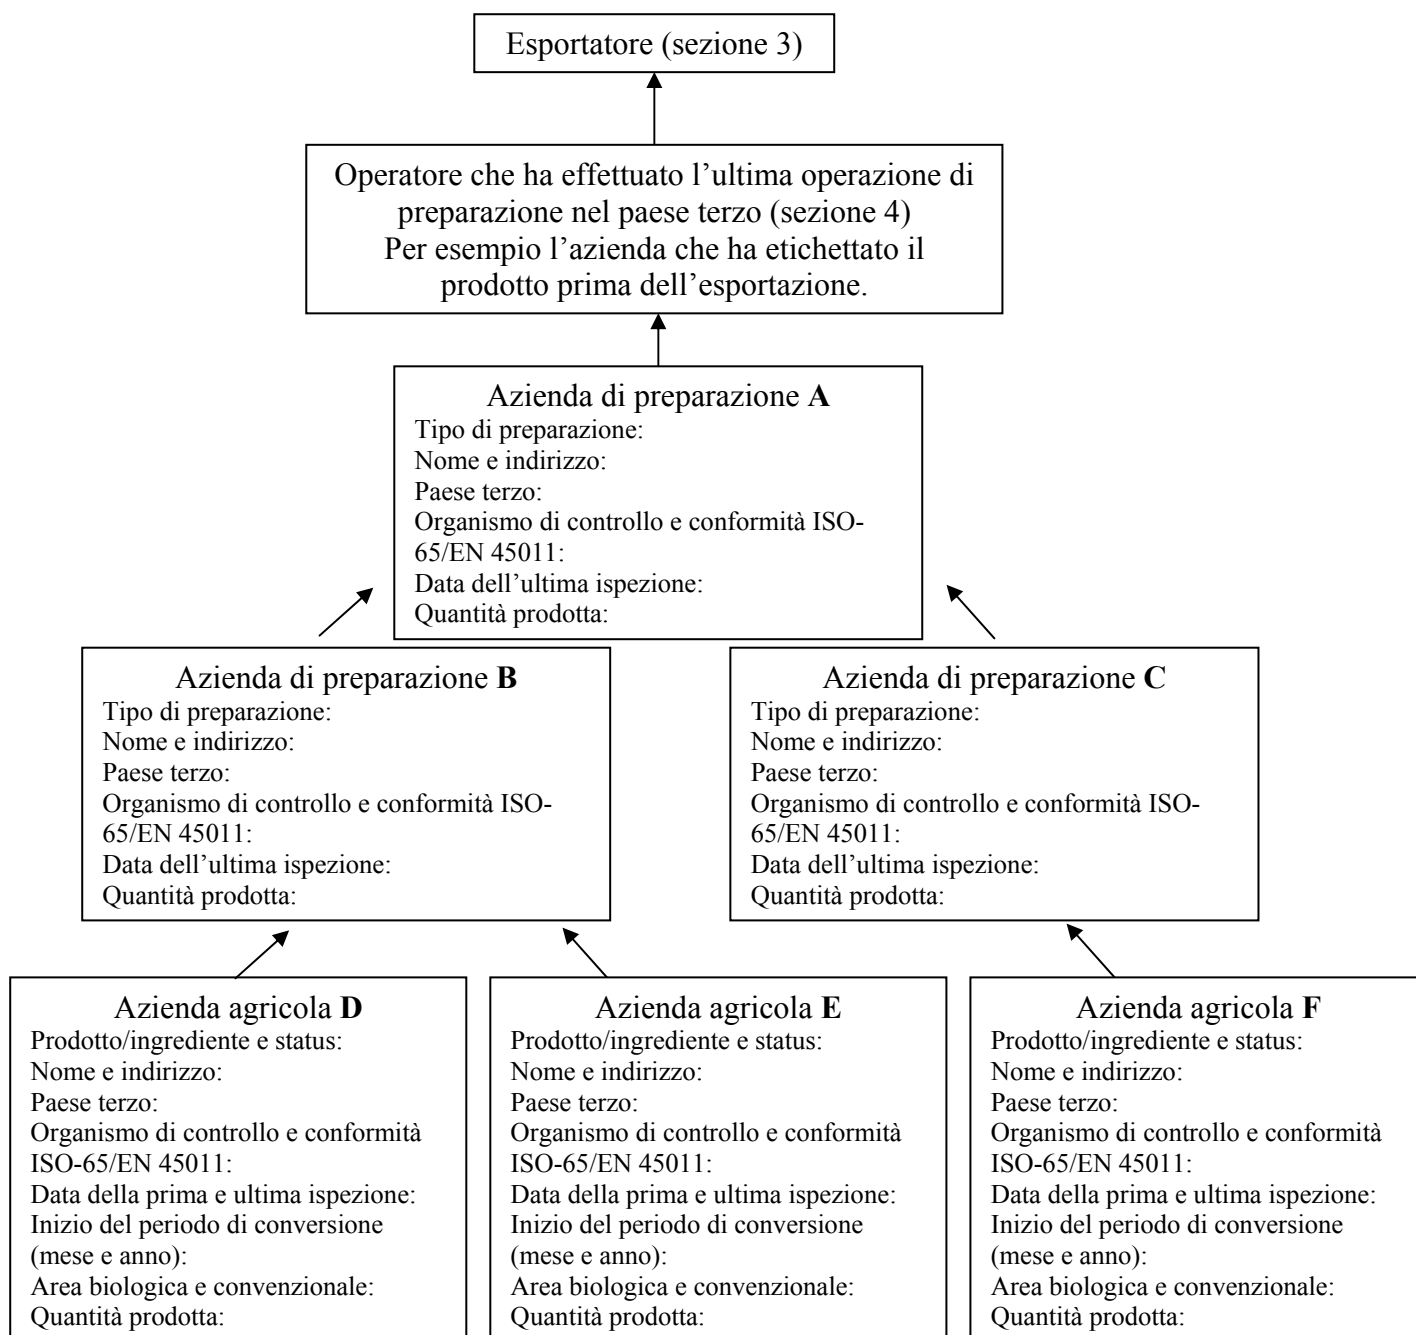 Esportatore (sezione 3)
Operatore che ha effettuato l’ultima operazione di
preparazione nel paese terzo (sezione 4)
Per esempio l’azienda che ha etichettato il
prodotto prima dell’esportazione.
Azienda di preparazione A
Tipo di preparazione:
Nome e indirizzo:
Paese terzo:
Organismo di controllo e conformità ISO-
65/EN 45011:
Data dell’ultima ispezione:
Quantità prodotta:
Azienda di preparazione B
Tipo di preparazione:
Nome e indirizzo:
Paese terzo:
Organismo di controllo e conformità ISO-
65/EN 45011:
Data dell’ultima ispezione:
Quantità prodotta:
Azienda di preparazione C
Tipo di preparazione:
Nome e indirizzo:
Paese terzo:
Organismo di controllo e conformità ISO-
65/EN 45011:
Data dell’ultima ispezione:
Quantità prodotta:
Azienda agricola D
Prodotto/ingrediente e status:
Nome e indirizzo:
Paese terzo:
Organismo di controllo e conformità
ISO-65/EN 45011:
Data della prima e ultima ispezione:
Inizio del periodo di conversione
(mese e anno):
Area biologica e convenzionale:
Quantità prodotta:
Azienda agricola E
Prodotto/ingrediente e status:
Nome e indirizzo:
Paese terzo:
Organismo di controllo e conformità
ISO-65/EN 45011:
Data della prima e ultima ispezione:
Inizio del periodo di conversione
(mese e anno):
Area biologica e convenzionale:
Quantità prodotta:
Azienda agricola F
Prodotto/ingrediente e status:
Nome e indirizzo:
Paese terzo:
Organismo di controllo e conformità
ISO-65/EN 45011:
Data della prima e ultima ispezione:
Inizio del periodo di conversione
(mese e anno):
Area biologica e convenzionale:
Quantità prodotta: